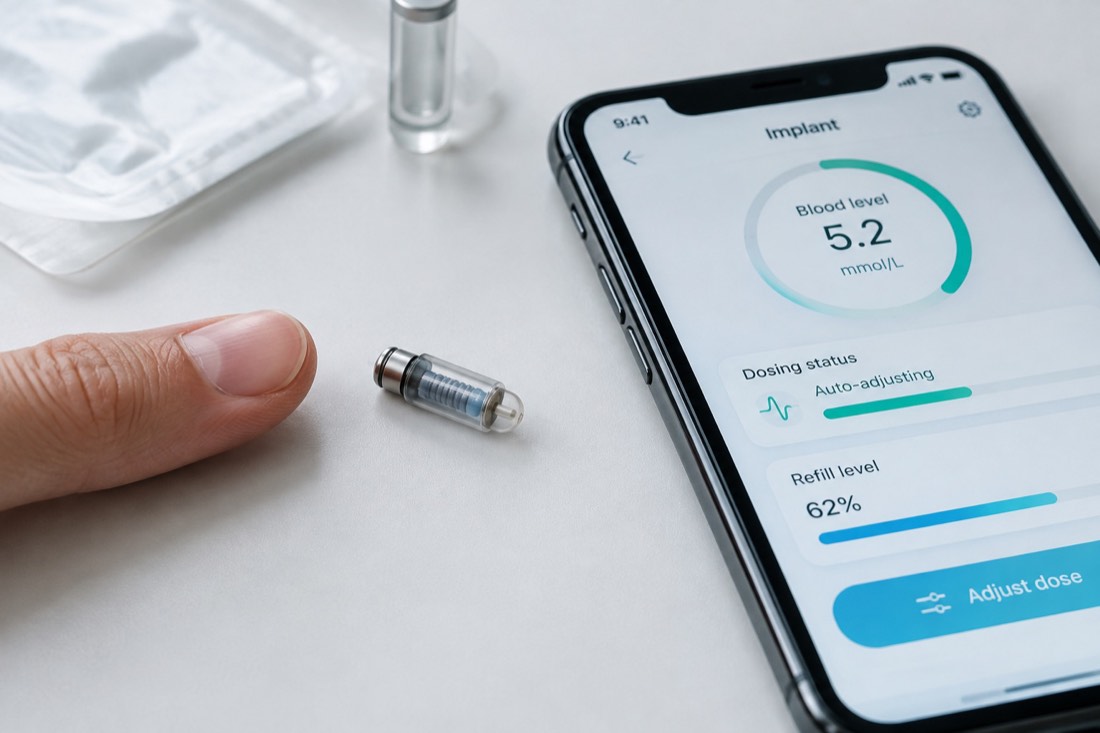 9:41
Implant
Blood level
5.2
mmol/L
Dosing status
Auto-adjusting
Refill level
62%
Adjust dose